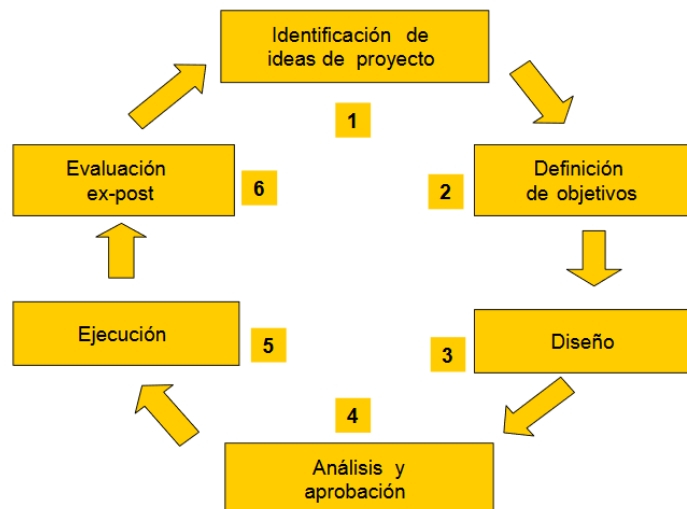 Identificación de
ideas de proyecto
1
Definición
de objetivos
2
Diseño
3
Análisis y
aprobación
4
Ejecución
5
Evaluación
ex-post
6